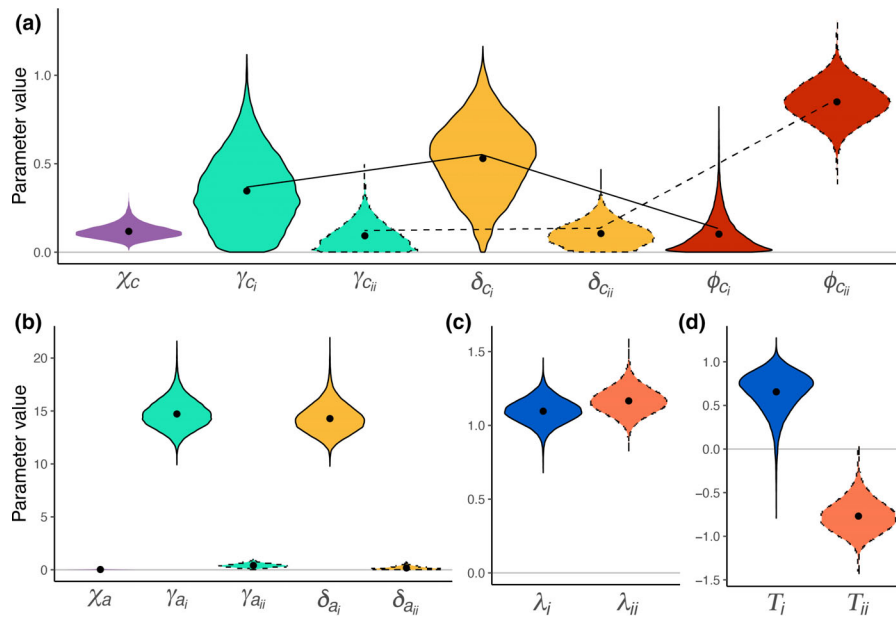 (a)
Parameter value
1.0
0.5
0.0
χc γci γcii δci δcii ϕci ϕcii
(b) (c) (d)
Parameter value
20
15
10
5
0
χa γai γaii δai δaii
1.5
1.0
0.5
0.0
λi λii
1.0
0.5
0.0
−0.5
−1.0
−1.5
Ti Tii